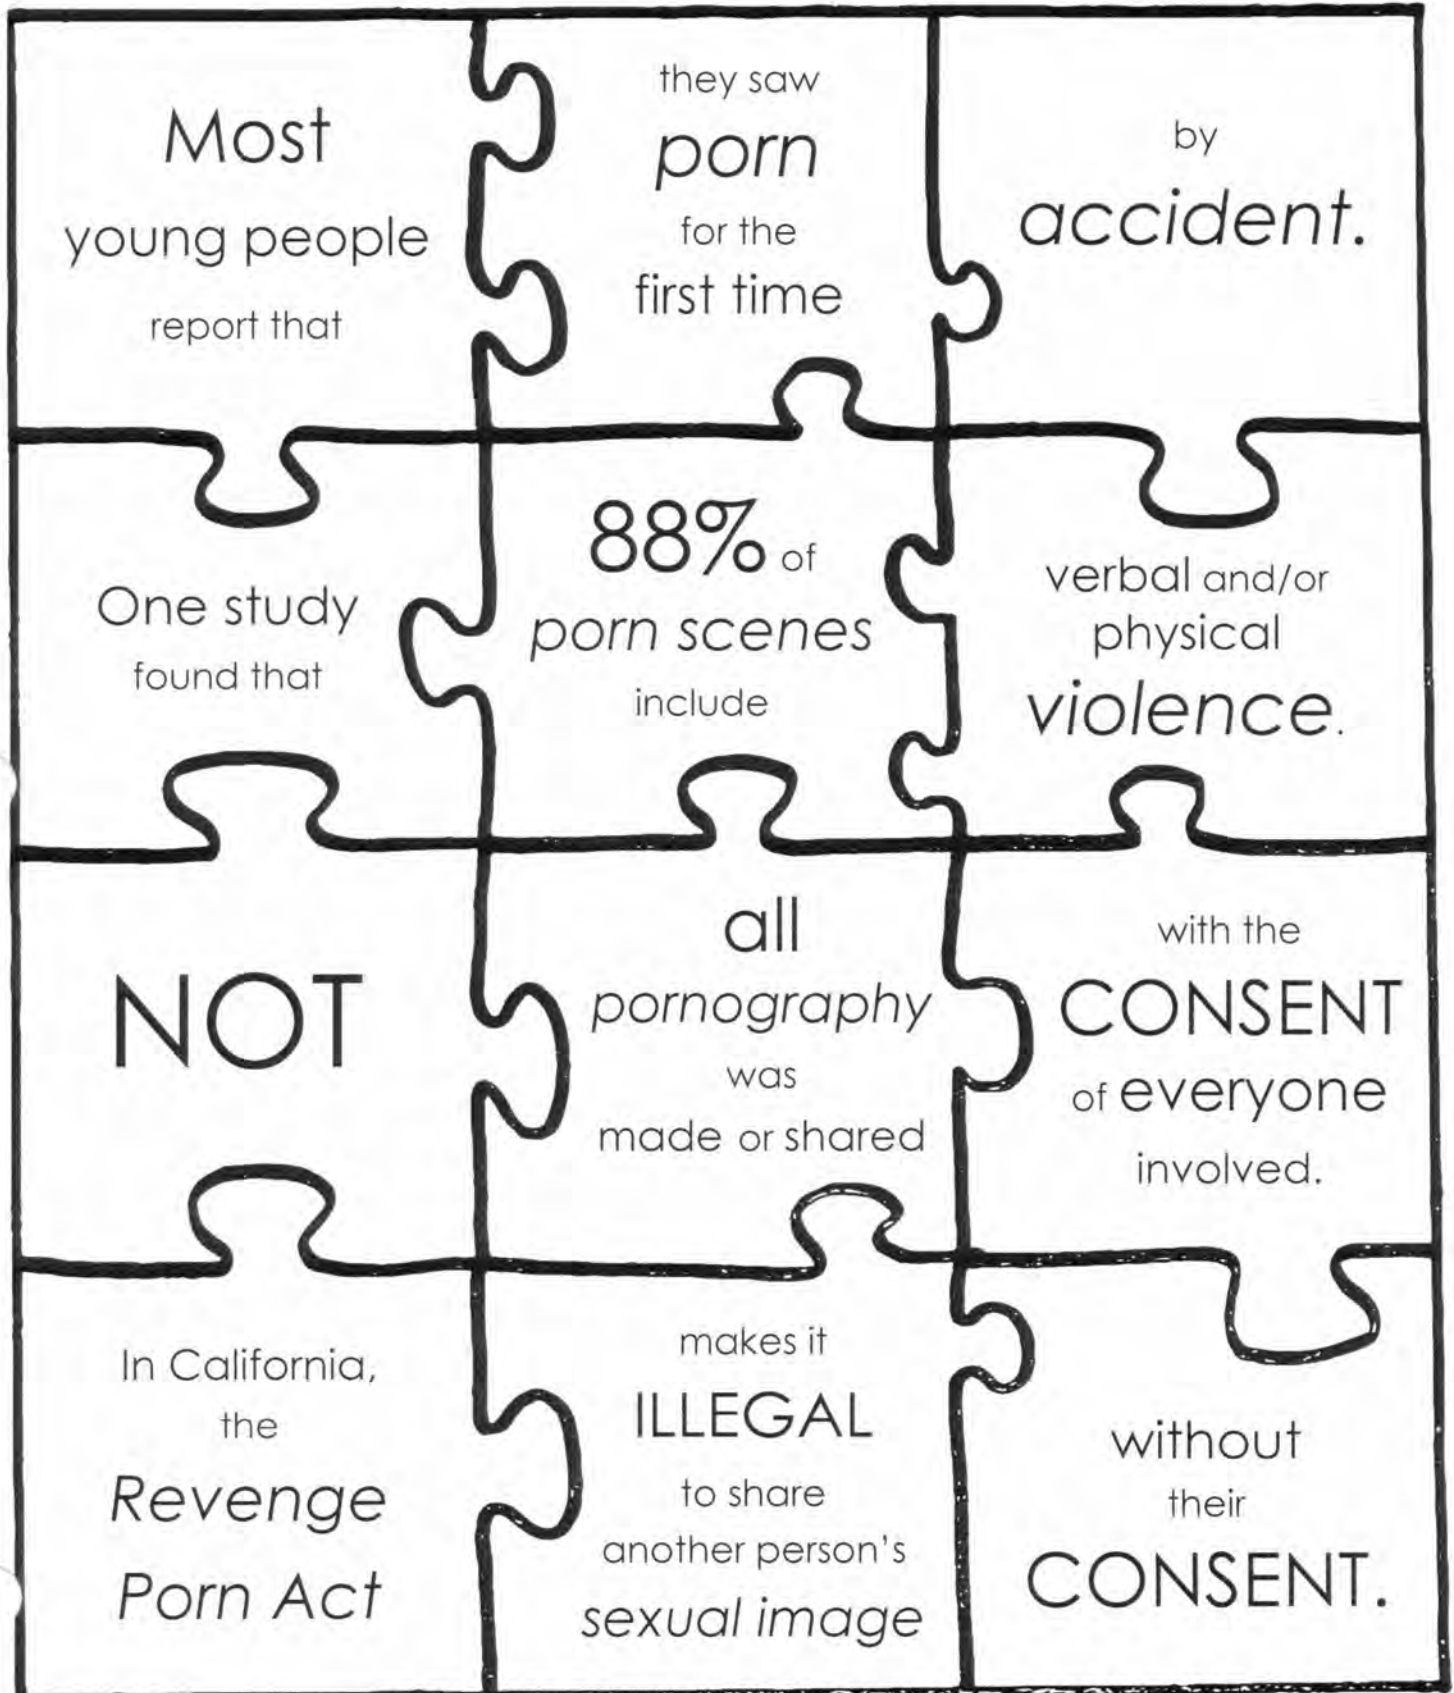 Most
young people
report that
they saw
porn
for the
first time
by
accident.
One study
found that
88% of
porn scenes
include
verbal and/or
physical
violence.
NOT
all
pornography
was
made or shared
with the
CONSENT
of everyone
involved.
In California,
the
Revenge
Porn Act
makes it
ILLEGAL
to share
another person's
sexual image
without
their
CONSENT.